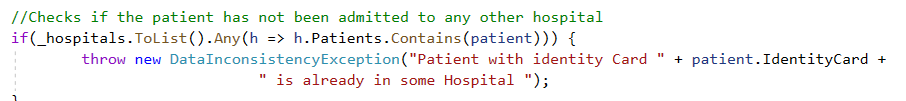 //Checks if the patient has not been admitted to any other hospital
if(_hospitals.ToList().Any(h => h.Patients.Contains(patient))) {
throw new DataInconsistencyException("Patient with identity Card " + patient.IdentityCard +
" is already in some Hospital ");